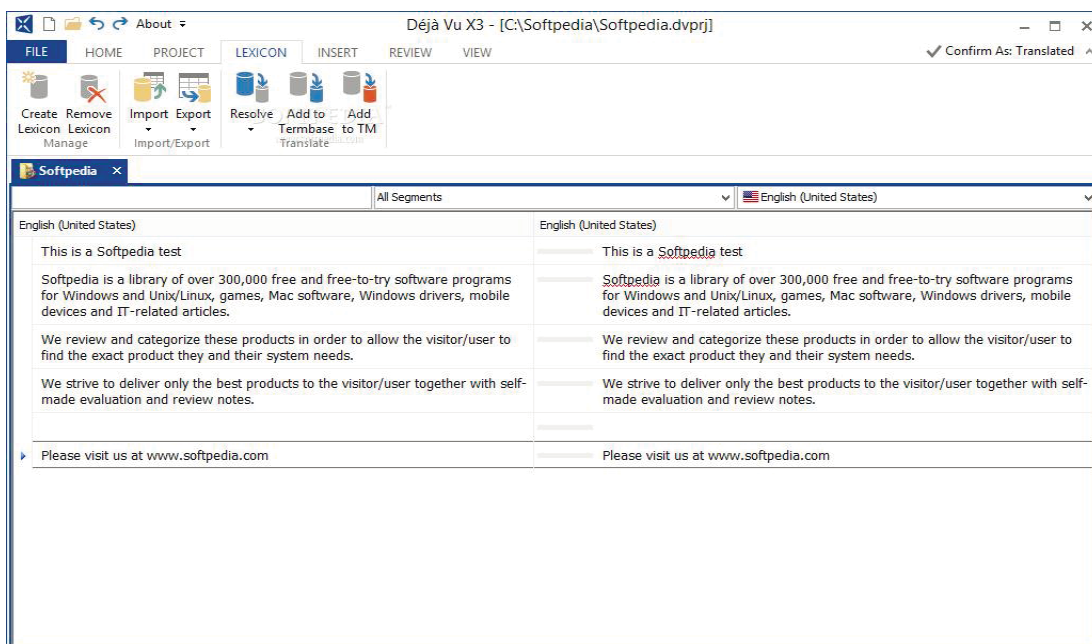 About
Déjà Vu X3 - [C:\Softpedia\Softpedia.dvprj]
FILE HOME PROJECT LEXICON INSERT REVIEW VIEW Confirm As: Translated
Create Remove Import Export Resolve Add to Add
Lexicon Lexicon Termbase to TM
Manage Import/Export Translate
SOFTPEDIA
Softpedia
All Segments English (United States)
English (United States) English (United States)
This is a Softpedia test This is a Softpedia test
Softpedia is a library of over 300,000 free and free-to-try software programs
for Windows and Unix/Linux, games, Mac software, Windows drivers, mobile
devices and IT-related articles.
Softpedia is a library of over 300,000 free and free-to-try software programs
for Windows and Unix/Linux, games, Mac software, Windows drivers, mobile
devices and IT-related articles.
We review and categorize these products in order to allow the visitor/user to
find the exact product they and their system needs.
We review and categorize these products in order to allow the visitor/user to
find the exact product they and their system needs.
We strive to deliver only the best products to the visitor/user together with self-
made evaluation and review notes.
We strive to deliver only the best products to the visitor/user together with self-
made evaluation and review notes.
Please visit us at www.softpedia.com Please visit us at www.softpedia.com